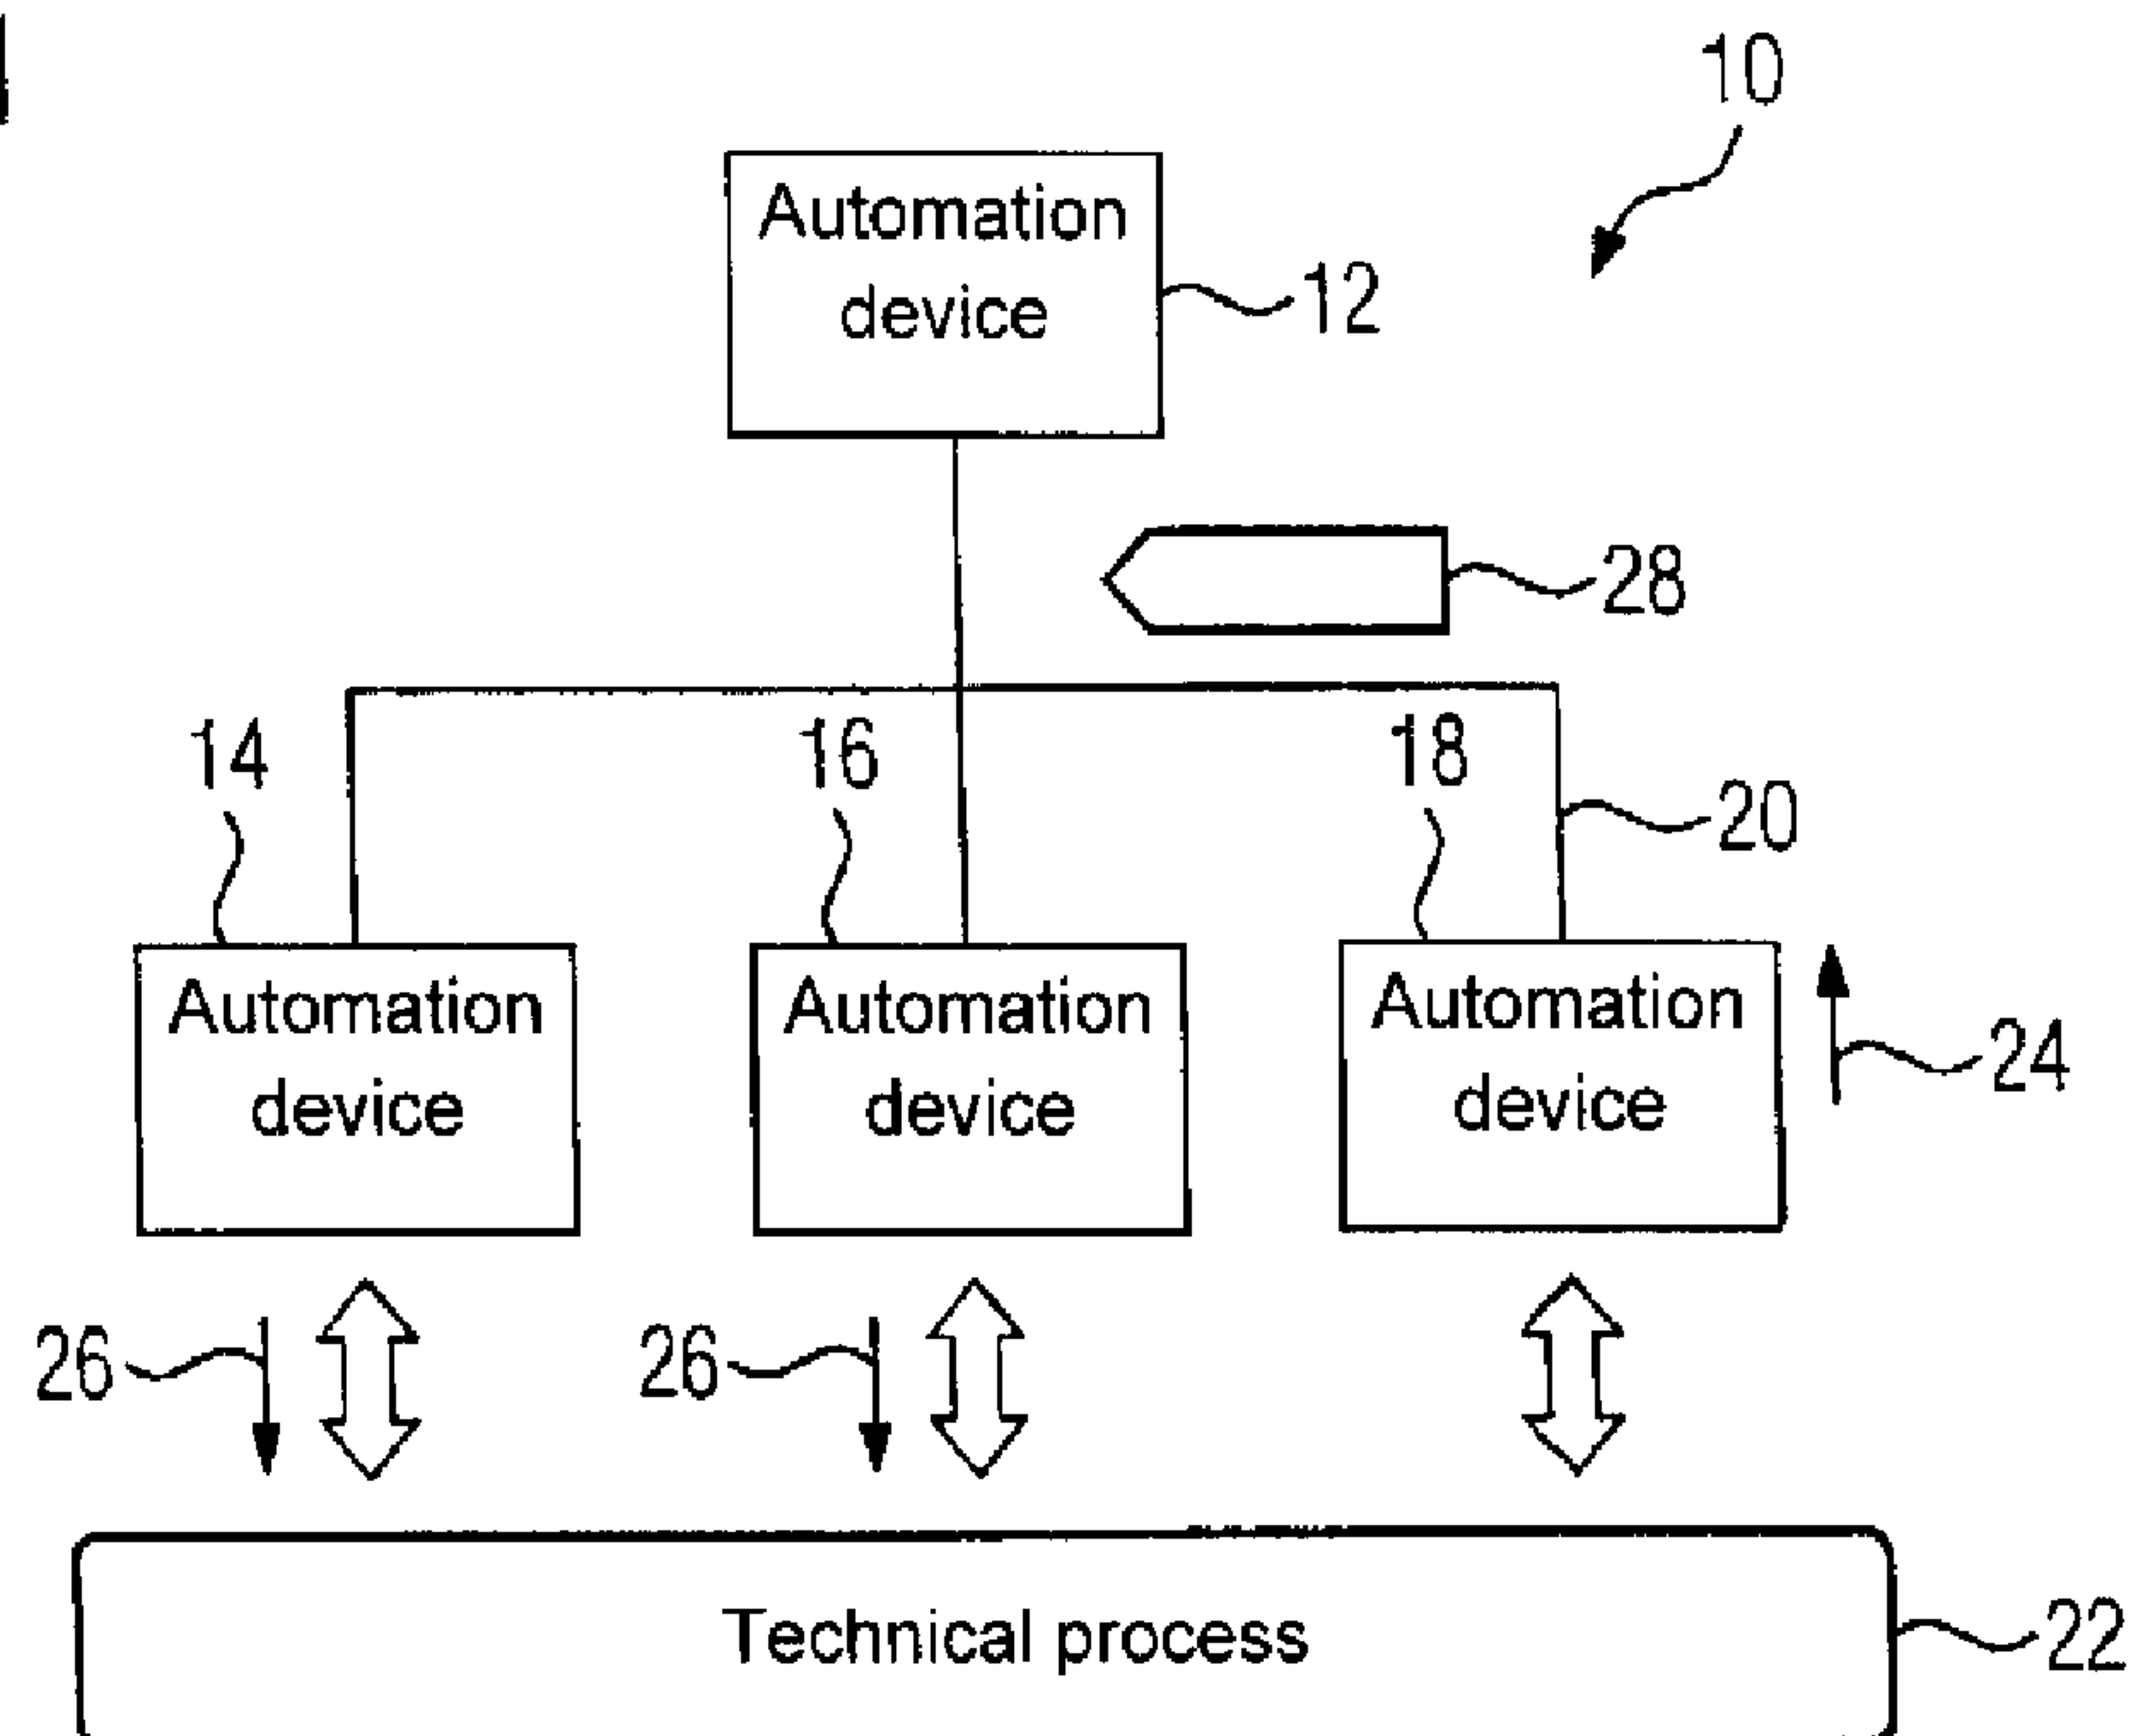 10
Automation
device
12
28
14
16
18
20
Automation
device
Automation
device
Automation
device
24
26
26
Technical process
22